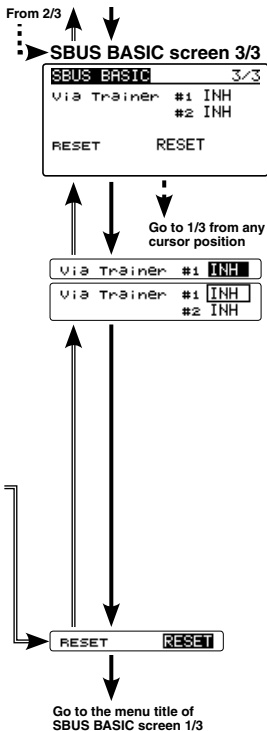 From 2/3
SBUS BASIC screen 3/3
SBUS BASIC 3/3
Via Trainer #1 INH
#2 INH
RESET RESET
Go to 1/3 from any
cursor position
Via Trainer #1 INH
Via Trainer #1 INH
#2 INH
RESET RESET
Go to the menu title of
SBUS BASIC screen 1/3